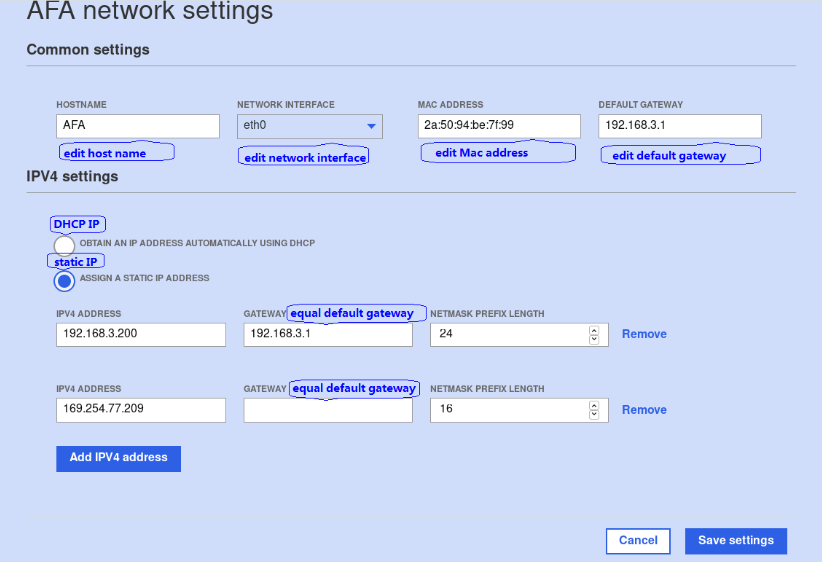 AFA network settings
Common settings
HOSTNAME NETWORK INTERFACE MAC ADDRESS DEFAULT GATEWAY
AFA eth0 2a:50:94:be:7f:99 192.168.3.1
edit host name edit network interface edit Mac address edit default gateway
IPV4 settings
DHCP IP
OBTAIN AN IP ADDRESS AUTOMATICALLY USING DHCP
static IP
ASSIGN A STATIC IP ADDRESS
IPV4 ADDRESS GATEWAY equal default gateway NETMASK PREFIX LENGTH
192.168.3.200 192.168.3.1 24 Remove
IPV4 ADDRESS GATEWAY equal default gateway NETMASK PREFIX LENGTH
169.254.77.209 16 Remove
Add IPV4 address
Cancel Save settings